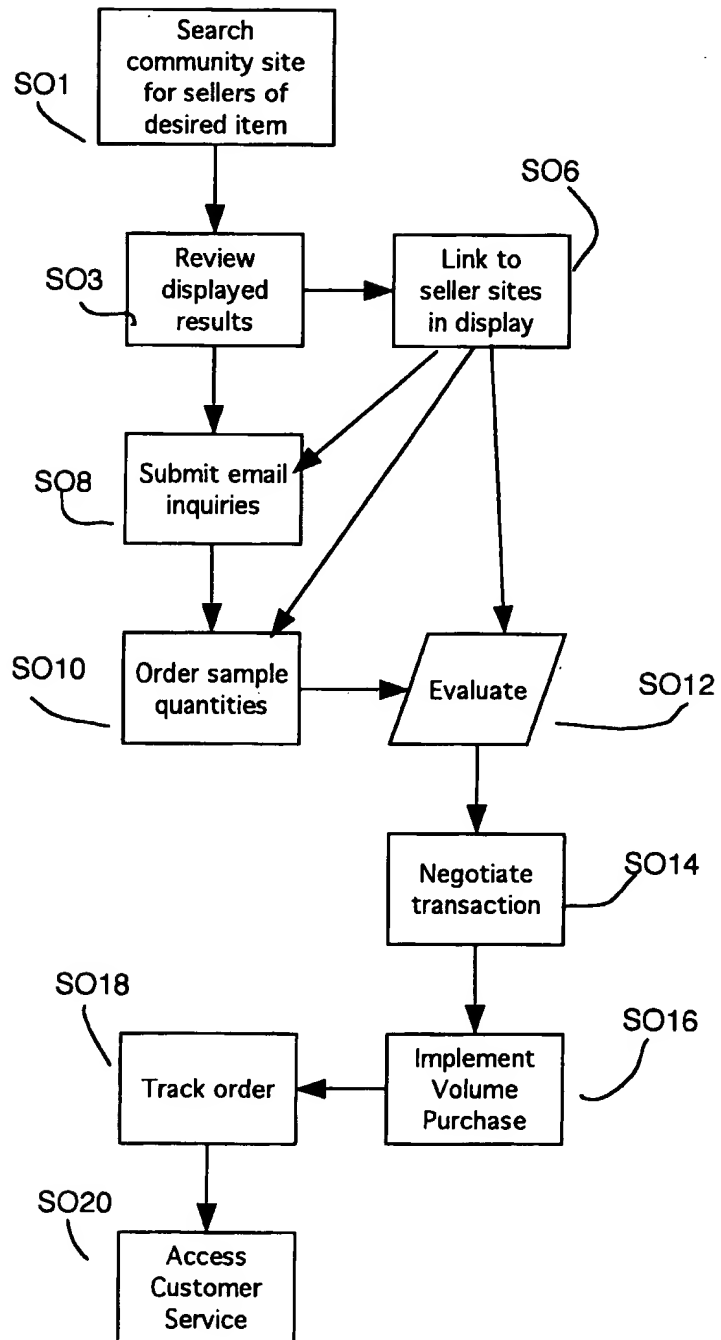 Search
community site
for sellers of
desired item
SO1
SO6
Review
displayed
results
SO3
Link to
seller sites
in display
Submit email
inquiries
SO8
Order sample
quantities
SO10
Evaluate
SO12
Negotiate
transaction
SO14
SO18
SO16
Track order
Implement
Volume
Purchase
SO20
Access
Customer
Service